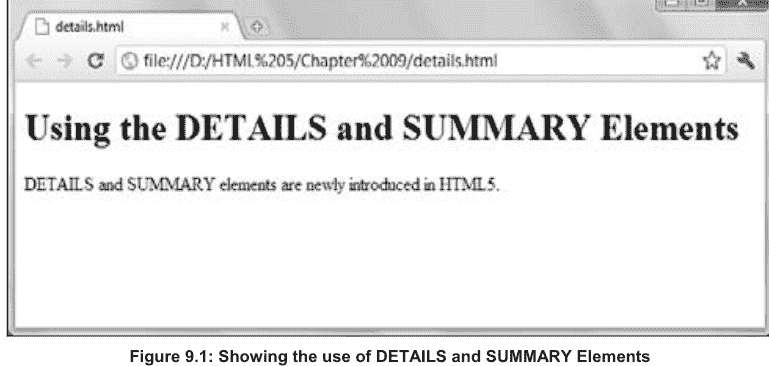 details.html
file:///D:/HTML%205/Chapter%2009/details.html
Using the DETAILS and SUMMARY Elements
DETAILS and SUMMARY elements are newly introduced in HTML5.
Figure 9.1: Showing the use of DETAILS and SUMMARY Elements